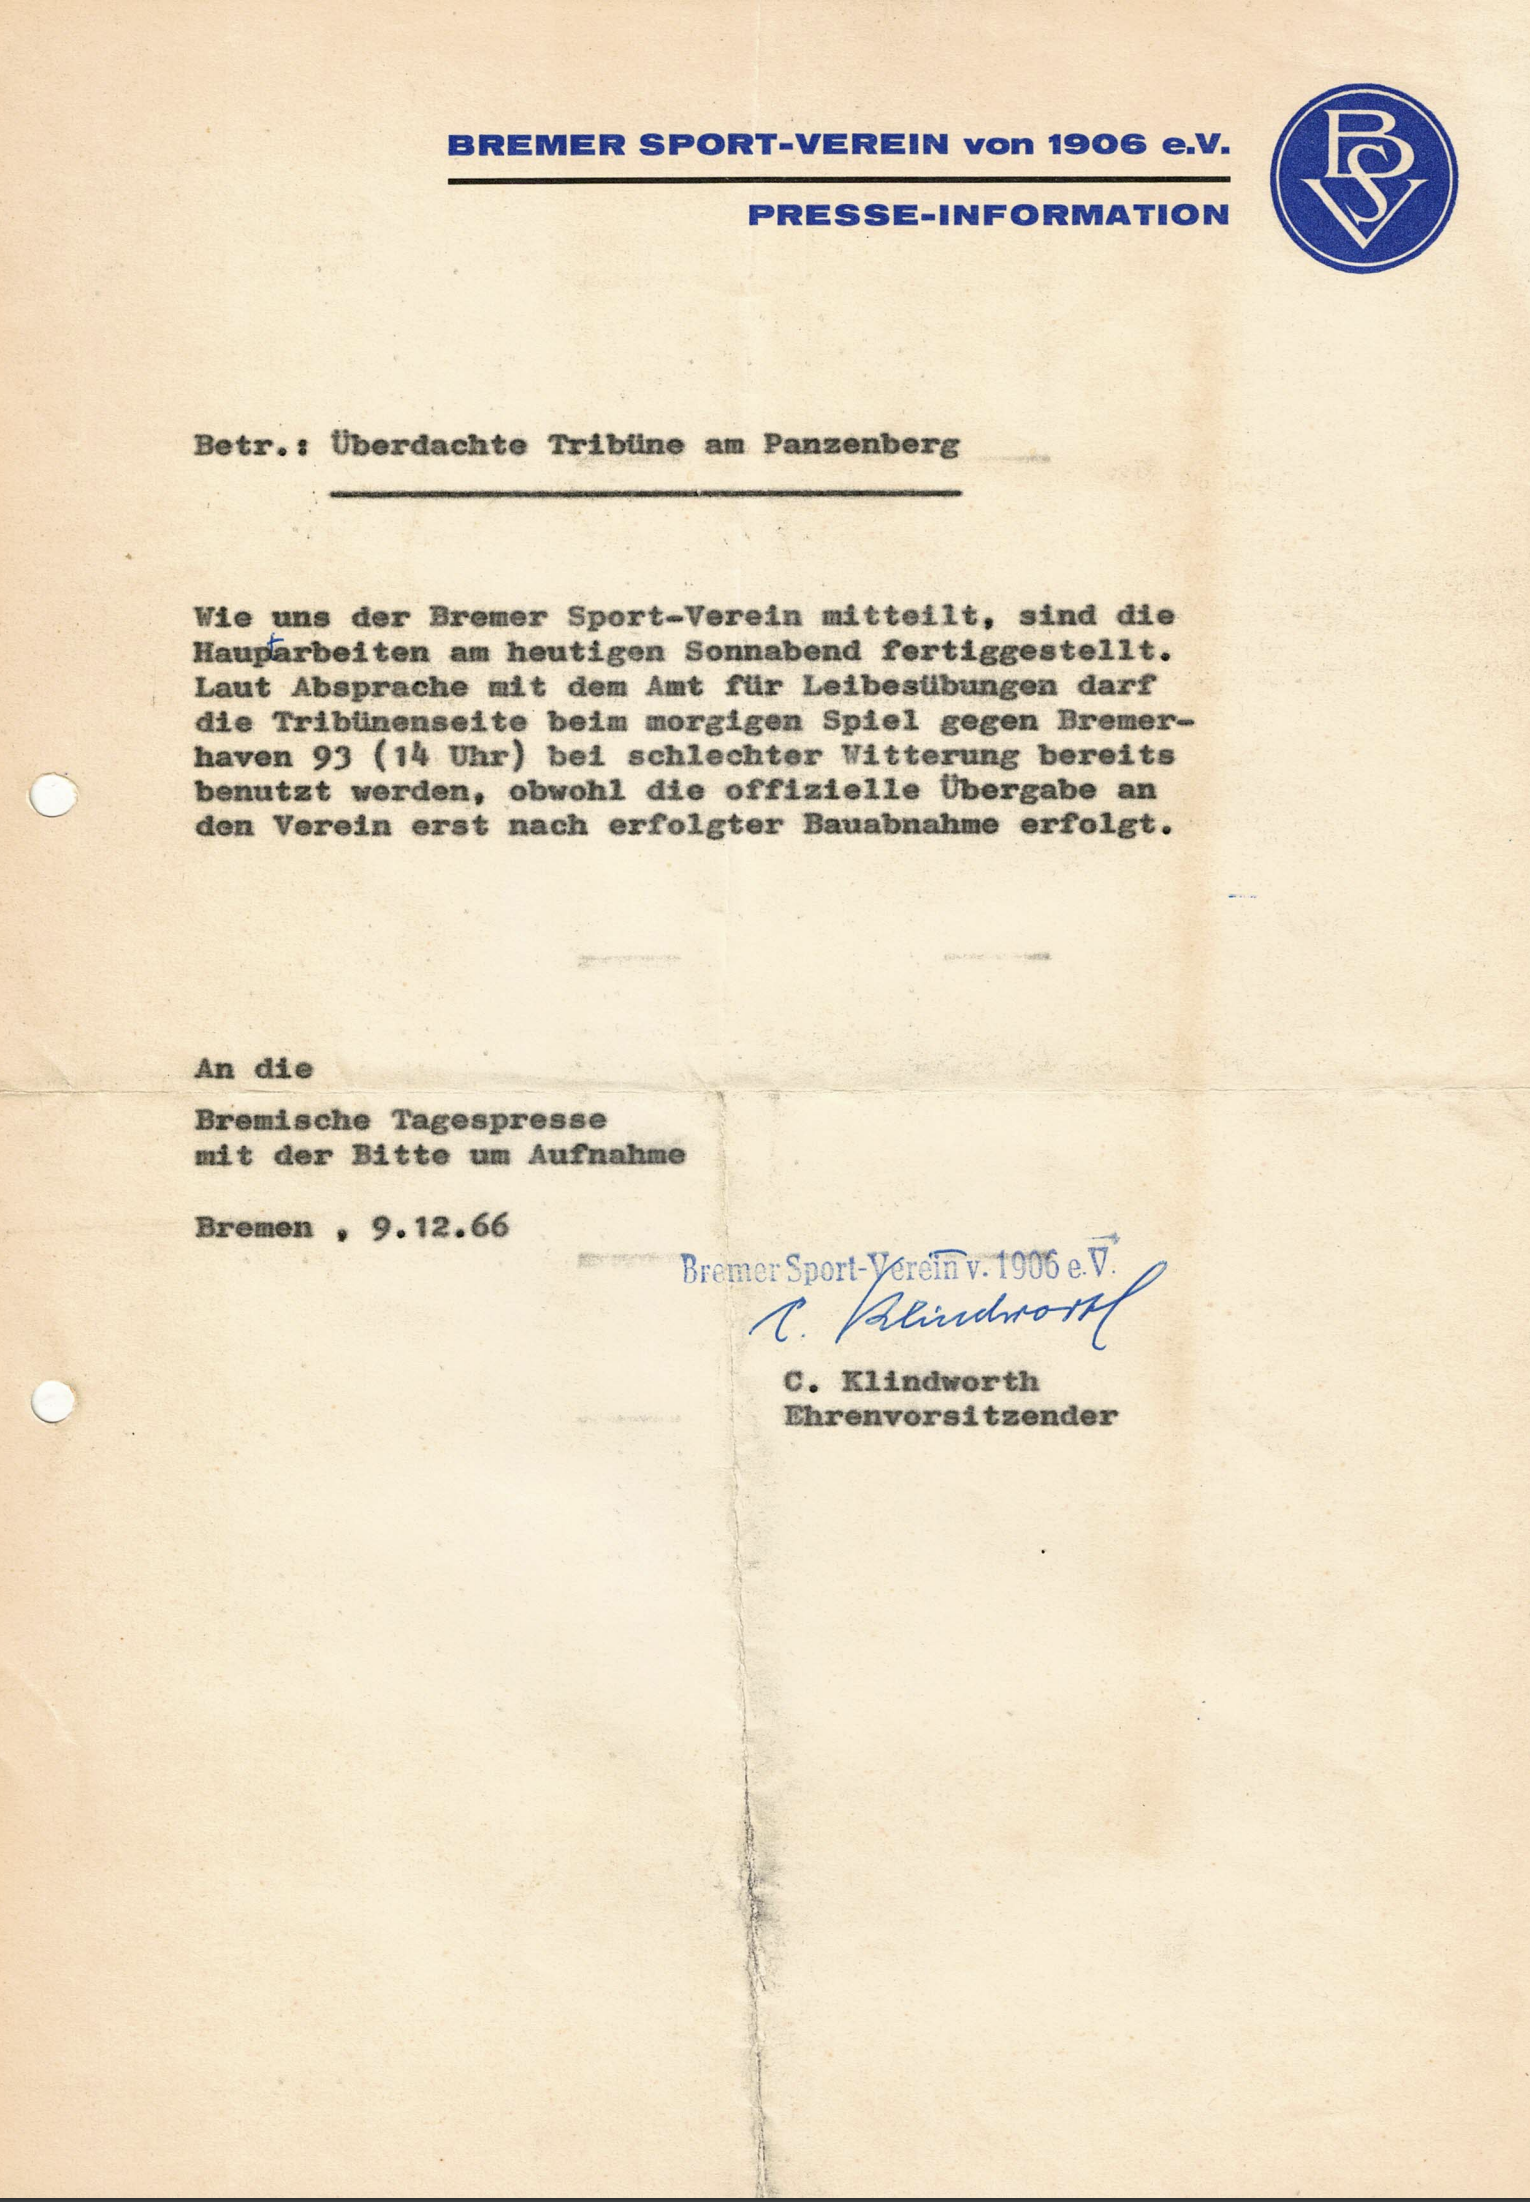 BREMER SPORT-VEREIN von 1906 e.V.
PRESSE-INFORMATION
BSV
Betr.: Überdachte Tribüne am Panzenberg
Wie uns der Bremer Sport-Verein mitteilt, sind die
Hauptarbeiten am heutigen Sonnabend fertiggestellt.
Laut Absprache mit dem Amt für Leibesübungen darf
die Tribünenseite beim morgigen Spiel gegen Bremer-
haven 93 (14 Uhr) bei schlechter Witterung bereits
benutzt werden, obwohl die offizielle Übergabe an
den Verein erst nach erfolgter Bauabnahme erfolgt.
An die
Bremische Tagespresse
mit der Bitte um Aufnahme
Bremen , 9.12.66
Bremer Sport-Verein v. 1906 e.V.
C. Klindworth
C. Klindworth
Ehrenvorsitzender